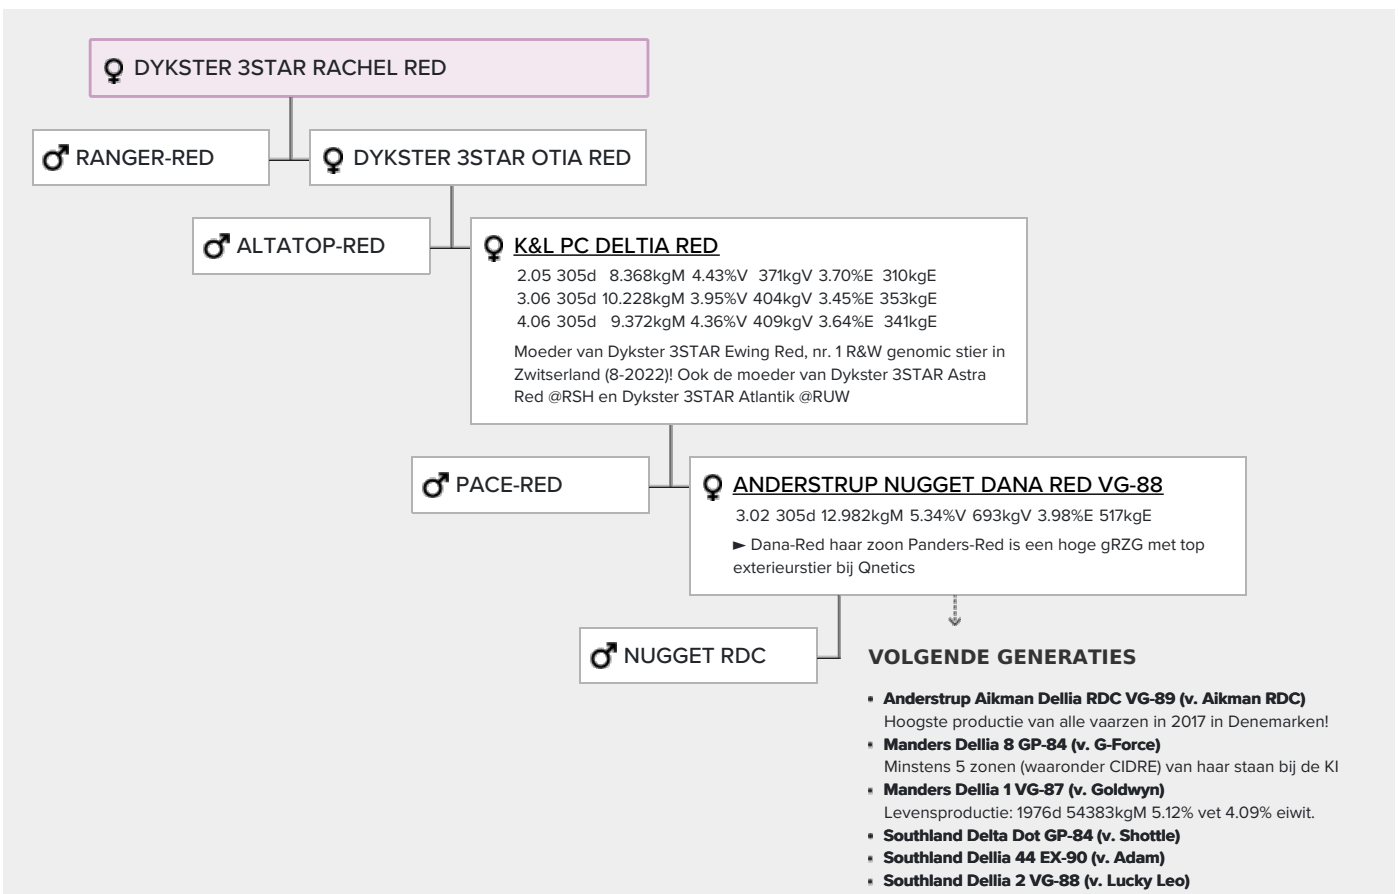 ♀ DYKSTER 3STAR RACHEL RED
♂ RANGER-RED
♀ DYKSTER 3STAR OTIA RED
♂ ALTATOP-RED
♀ K&L PC DELTIA RED
2.05 305d 8.368kgM 4.43%V 371kgV 3.70%E 310kgE
3.06 305d 10.228kgM 3.95%V 404kgV 3.45%E 353kgE
4.06 305d 9.372kgM 4.36%V 409kgV 3.64%E 341kgE
Moeder van Dykster 3STAR Ewing Red, nr. 1 R&W genomic stier in
Zwitserland (8-2022)! Ook de moeder van Dykster 3STAR Astra
Red @RSH en Dykster 3STAR Atlantik @RUW
♂ PACE-RED
♀ ANDERSTRUP NUGGET DANA RED VG-88
3.02 305d 12.982kgM 5.34%V 693kgV 3.98%E 517kgE
► Dana-Red haar zoon Panders-Red is een hoge gRZG met top
exterieurstier bij Qnetics
♂ NUGGET RDC
VOLGENDE GENERATIES
▪ Anderstrup Aikman Dellia RDC VG-89 (v. Aikman RDC)
Hoogste productie van alle vaarzen in 2017 in Denemarken!
▪ Manders Dellia 8 GP-84 (v. G-Force)
Minstens 5 zonen (waaronder CIDRE) van haar staan bij de KI
▪ Manders Dellia 1 VG-87 (v. Goldwyn)
Levensproductie: 1976d 54383kgM 5.12% vet 4.09% eiwit.
▪ Southland Delta Dot GP-84 (v. Shottle)
▪ Southland Dellia 44 EX-90 (v. Adam)
▪ Southland Dellia 2 VG-88 (v. Lucky Leo)